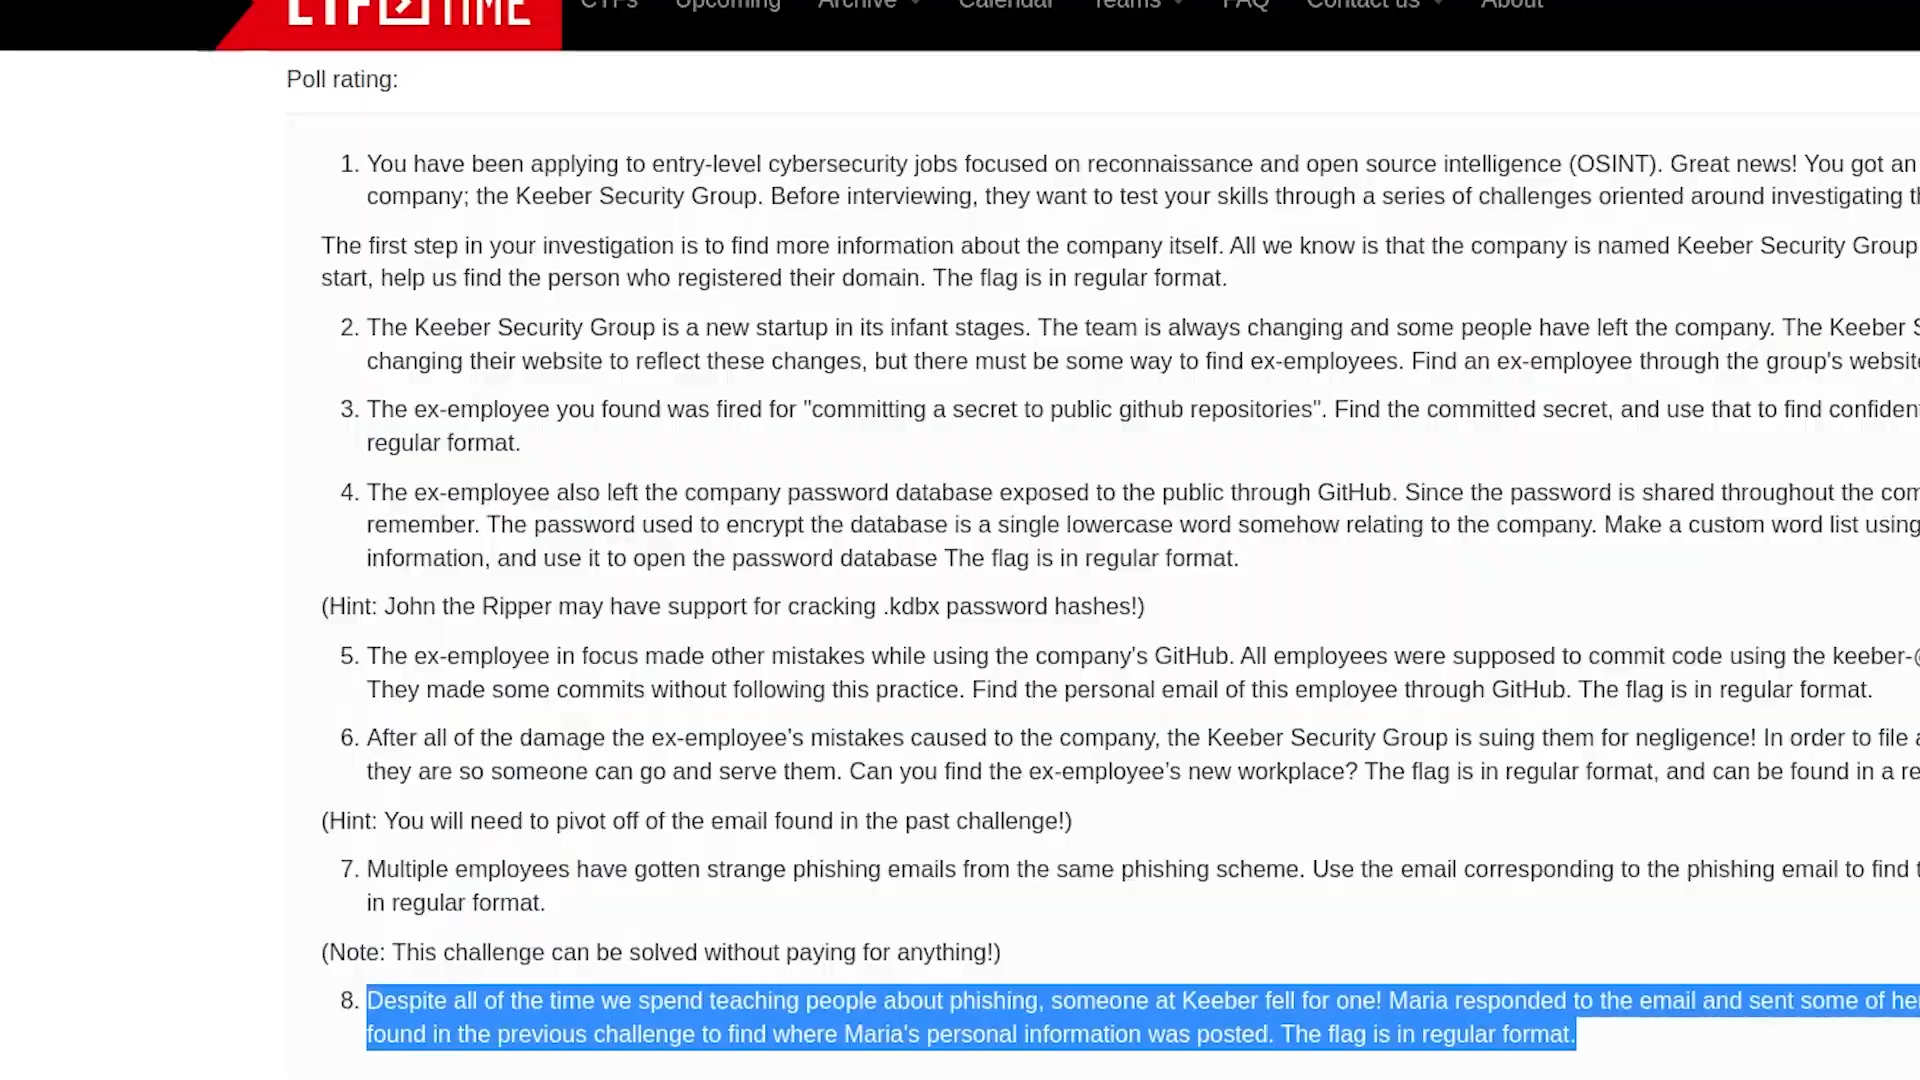 CTF TIME CTFs Upcoming Archive Calendar Teams FAQ Contact us About
Poll rating:
1. You have been applying to entry-level cybersecurity jobs focused on reconnaissance and open source intelligence (OSINT). Great news! You got an
company; the Keeber Security Group. Before interviewing, they want to test your skills through a series of challenges oriented around investigating
The first step in your investigation is to find more information about the company itself. All we know is that the company is named Keeber Security Group
start, help us find the person who registered their domain. The flag is in regular format.
2. The Keeber Security Group is a new startup in its infant stages. The team is always changing and some people have left the company. The Keeber
changing their website to reflect these changes, but there must be some way to find ex-employees. Find an ex-employee through the group's
3. The ex-employee you found was fired for "committing a secret to public github repositories". Find the committed secret, and use that to find
regular format.
4. The ex-employee also left the company password database exposed to the public through GitHub. Since the password is shared throughout the
remember. The password used to encrypt the database is a single lowercase word somehow relating to the company. Make a custom word list using
information, and use it to open the password database The flag is in regular format.
(Hint: John the Ripper may have support for cracking .kdbx password hashes!)
5. The ex-employee in focus made other mistakes while using the company's GitHub. All employees were supposed to commit code using the keeber-@
They made some commits without following this practice. Find the personal email of this employee through GitHub. The flag is in regular format.
6. After all of the damage the ex-employee's mistakes caused to the company, the Keeber Security Group is suing them for negligence! In order to file
they are so someone can go and serve them. Can you find the ex-employee’s new workplace? The flag is in regular format, and can be found in a
(Hint: You will need to pivot off of the email found in the past challenge!)
7. Multiple employees have gotten strange phishing emails from the same phishing scheme. Use the email corresponding to the phishing email to find
in regular format.
(Note: This challenge can be solved without paying for anything!)
8. Despite all of the time we spend teaching people about phishing, someone at Keeber fell for one! Maria responded to the email and sent some of
found in the previous challenge to find where Maria's personal information was posted. The flag is in regular format.